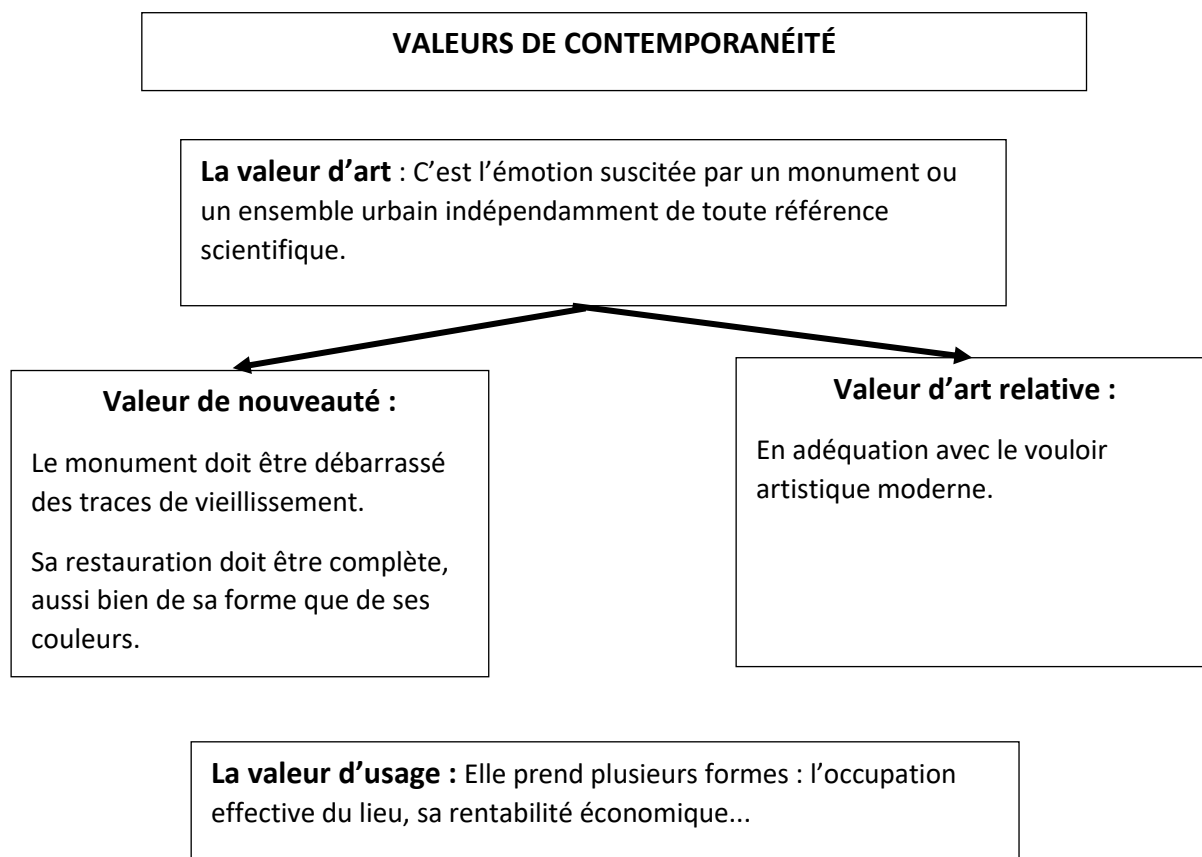 VALEURS DE CONTEMPORANÉITÉ
La valeur d’art : C’est l’émotion suscitée par un monument ou
un ensemble urbain indépendamment de toute référence
scientifique.
Valeur de nouveauté :
Le monument doit être débarrassé
des traces de vieillissement.
Sa restauration doit être complète,
aussi bien de sa forme que de ses
couleurs.
Valeur d’art relative :
En adéquation avec le vouloir
artistique moderne.
La valeur d’usage : Elle prend plusieurs formes : l’occupation
effective du lieu, sa rentabilité économique...